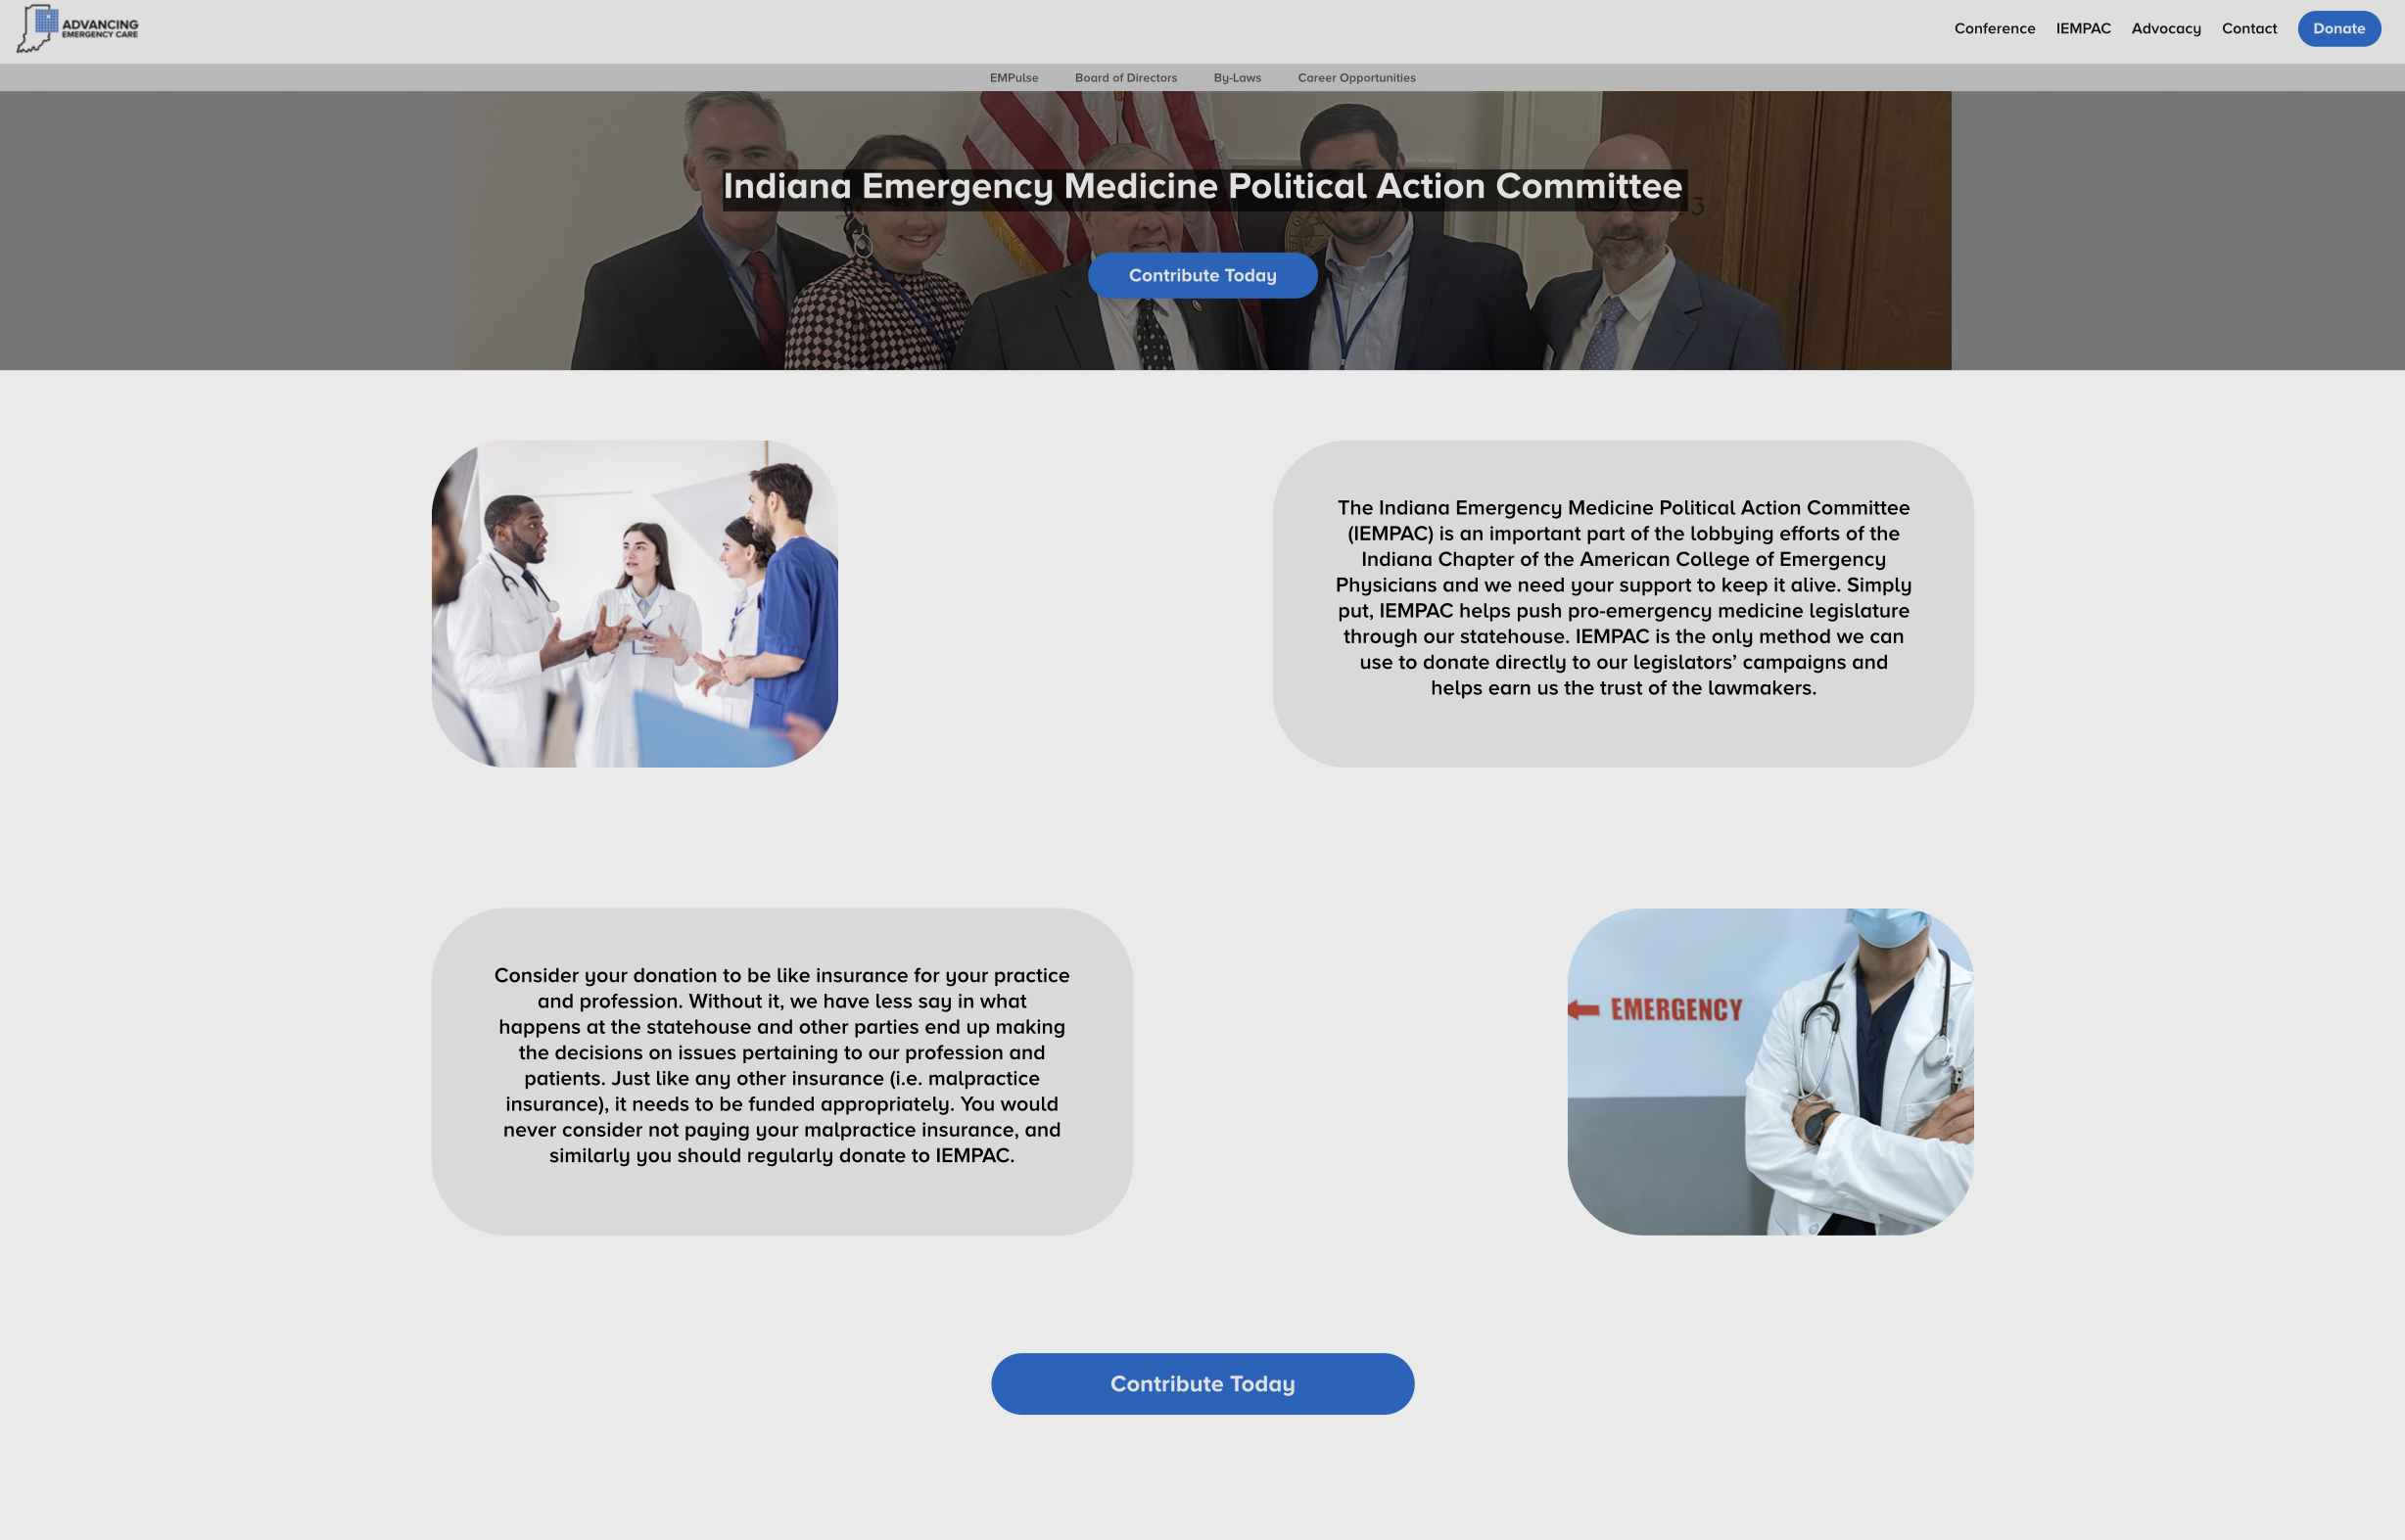 ADVANCING
EMERGENCY CARE
Conference IEMPAC Advocacy Contact Donate
EMPulse Board of Directors By-Laws Career Opportunities
Indiana Emergency Medicine Political Action Committee
3
Contribute Today
The Indiana Emergency Medicine Political Action Committee
(IEMPAC) is an important part of the lobbying efforts of the
Indiana Chapter of the American College of Emergency
Physicians and we need your support to keep it alive. Simply
put, IEMPAC helps push pro-emergency medicine legislature
through our statehouse. IEMPAC is the only method we can
use to donate directly to our legislators’ campaigns and
helps earn us the trust of the lawmakers.
Consider your donation to be like insurance for your practice
and profession. Without it, we have less say in what
happens at the statehouse and other parties end up making
the decisions on issues pertaining to our profession and
patients. Just like any other insurance (i.e. malpractice
insurance), it needs to be funded appropriately. You would
never consider not paying your malpractice insurance, and
similarly you should regularly donate to IEMPAC.
EMERGENCY
Contribute Today